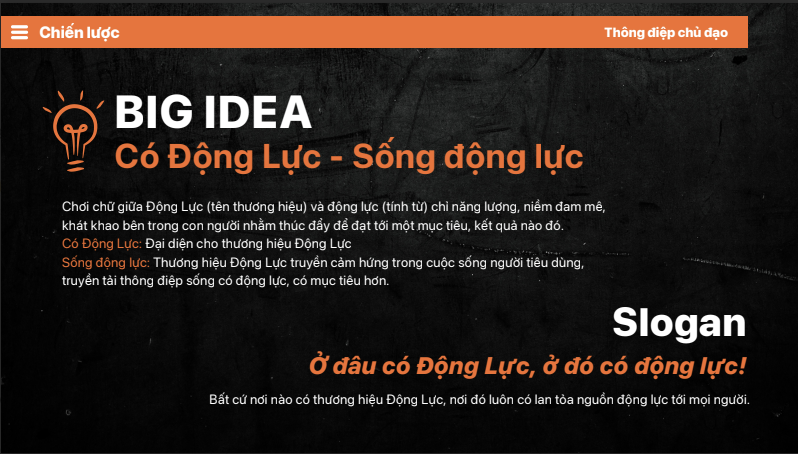 Chiến lược
Thông điệp chủ đạo
BIG IDEA
Có Động Lực - Sống động lực
Chơi chữ giữa Động Lực (tên thương hiệu) và động lực (tính từ) chỉ năng lượng, niềm đam mê,
khát khao bên trong con người nhằm thúc đẩy để đạt tới một mục tiêu, kết quả nào đó.
Có Động Lực: Đại diện cho thương hiệu Động Lực
Sống động lực: Thương hiệu Động Lực truyền cảm hứng trong cuộc sống người tiêu dùng,
truyền tải thông điệp sống có động lực, có mục tiêu hơn.
Slogan
Ở đâu có Động Lực, ở đó có động lực!
Bất cứ nơi nào có thương hiệu Động Lực, nơi đó luôn có lan tỏa nguồn động lực tới mọi người.